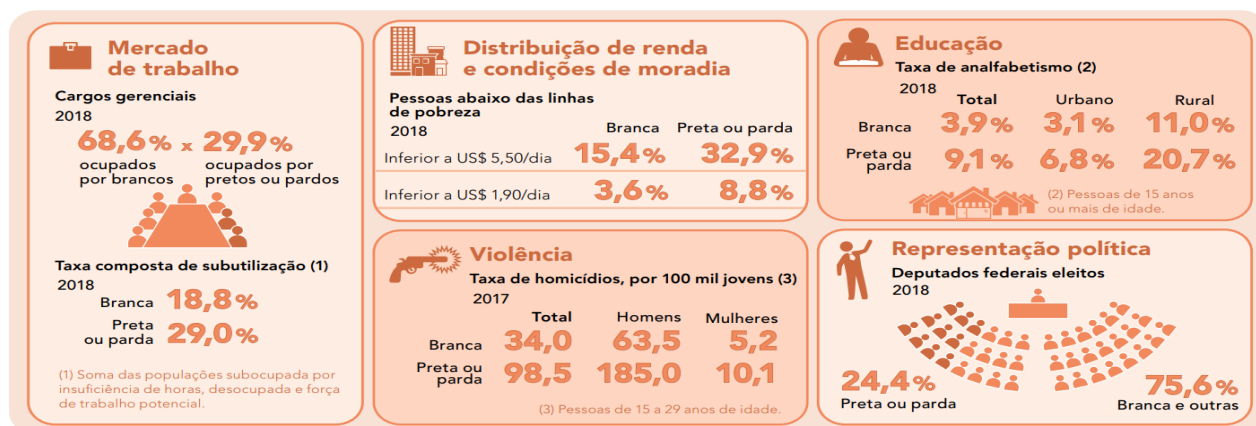 Mercado
de trabalho
Cargos gerenciais
2018
68,6% x 29,9%
ocupados
por brancos
ocupados por
pretos ou pardos
Taxa composta de subutilização (1)
2018
Branca 18,8%
Preta
ou parda 29,0%
(1) Soma das populações subocupada por
insuficiência de horas, desocupada e força
de trabalho potencial.
Distribuição de renda
e condições de moradia
Pessoas abaixo das linhas
de pobreza
2018
Branca Preta ou parda
Inferior a US$ 5,50/dia 15,4% 32,9%
Inferior a US$ 1,90/dia 3,6% 8,8%
Violência
Taxa de homicídios, por 100 mil jovens (3)
2017
Total Homens Mulheres
Branca 34,0 63,5 5,2
Preta ou
parda 98,5 185,0 10,1
(3) Pessoas de 15 a 29 anos de idade.
Educação
Taxa de analfabetismo (2)
2018
Total Urbano Rural
Branca 3,9% 3,1% 11,0%
Preta ou
parda 9,1% 6,8% 20,7%
(2) Pessoas de 15 anos
ou mais de idade.
Representação política
Deputados federais eleitos
2018
24,4%
Preta ou parda
75,6%
Branca e outras